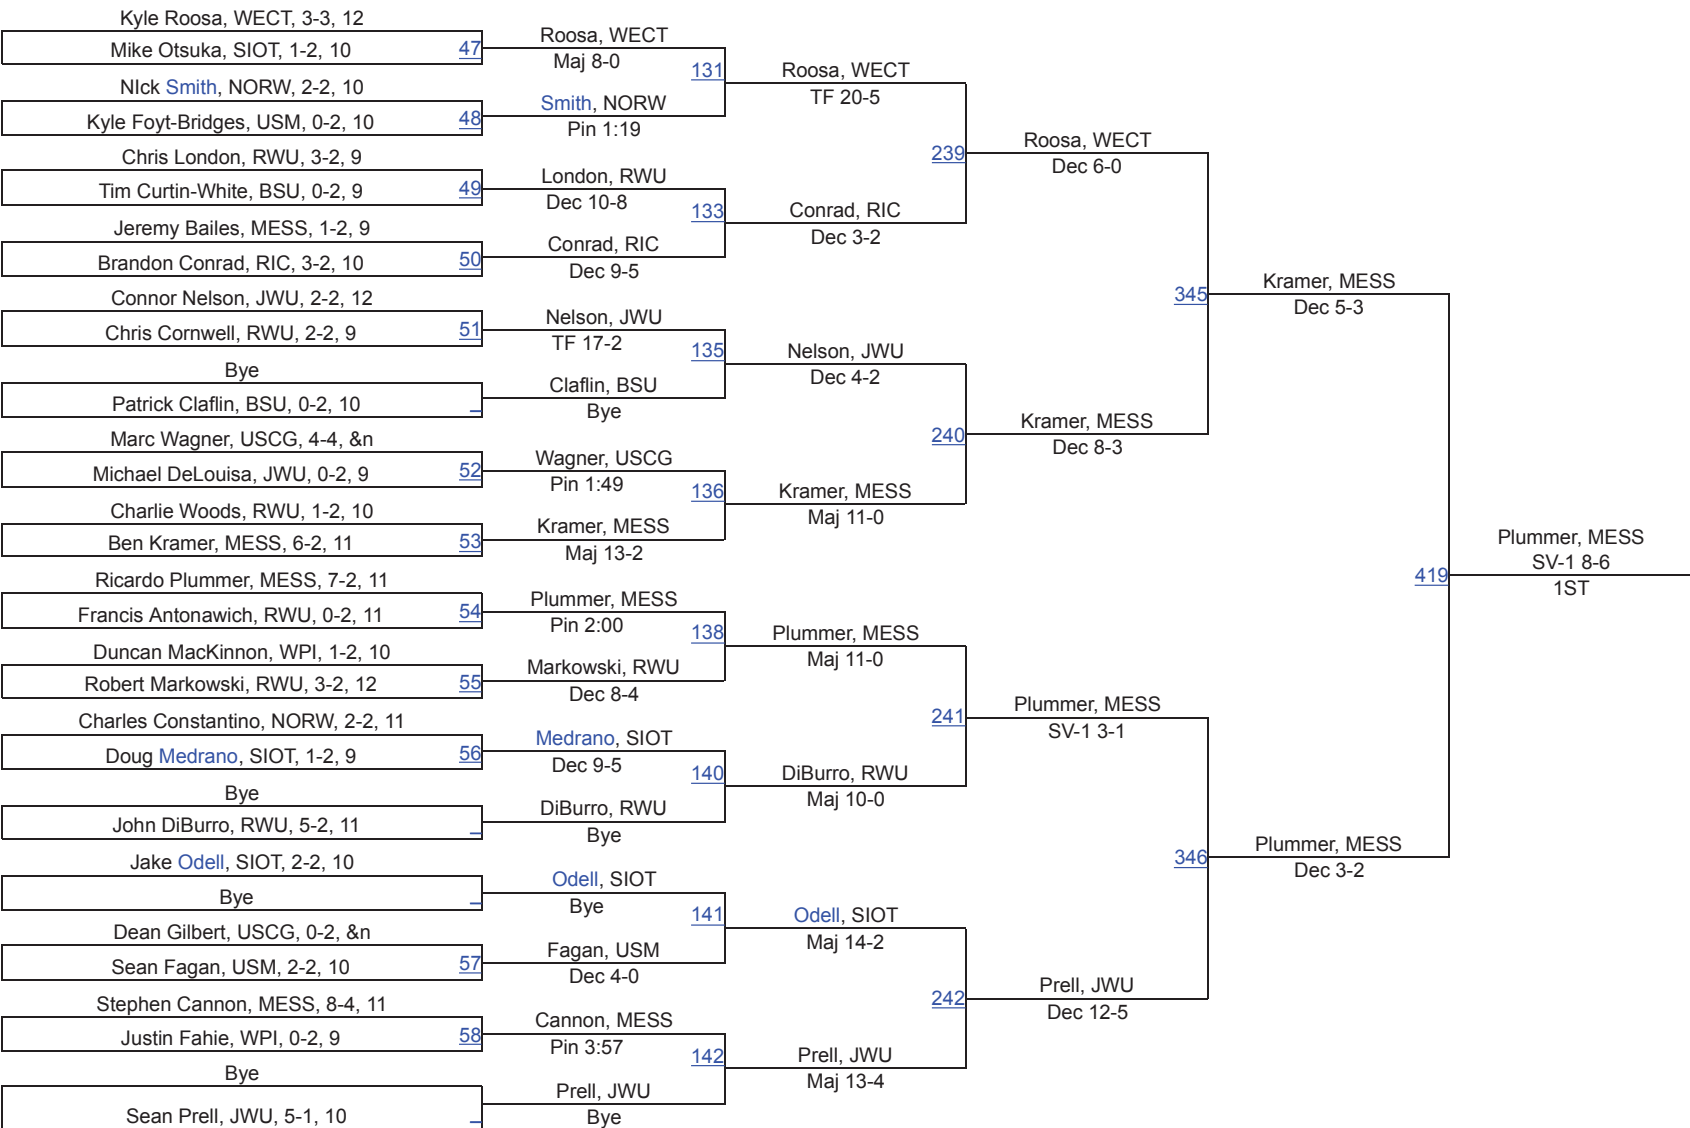 Kyle Roosa, WECT, 3-3, 12
Mike Otsuka, SIOT, 1-2, 10
47
NIck Smith, NORW, 2-2, 10
Kyle Foyt-Bridges, USM, 0-2, 10
48
Chris London, RWU, 3-2, 9
Tim Curtin-White, BSU, 0-2, 9
49
Jeremy Bailes, MESS, 1-2, 9
Brandon Conrad, RIC, 3-2, 10
50
Connor Nelson, JWU, 2-2, 12
Chris Cornwell, RWU, 2-2, 9
51
Bye
Patrick Claflin, BSU, 0-2, 10
Marc Wagner, USCG, 4-4, &n
Michael DeLouisa, JWU, 0-2, 9
52
Charlie Woods, RWU, 1-2, 10
Ben Kramer, MESS, 6-2, 11
53
Ricardo Plummer, MESS, 7-2, 11
Francis Antonawich, RWU, 0-2, 11
54
Duncan MacKinnon, WPI, 1-2, 10
Robert Markowski, RWU, 3-2, 12
55
Charles Constantino, NORW, 2-2, 11
Doug Medrano, SIOT, 1-2, 9
56
Bye
John DiBurro, RWU, 5-2, 11
Jake Odell, SIOT, 2-2, 10
Bye
Dean Gilbert, USCG, 0-2, &n
Sean Fagan, USM, 2-2, 10
57
Stephen Cannon, MESS, 8-4, 11
Justin Fahie, WPI, 0-2, 9
58
Bye
Sean Prell, JWU, 5-1, 10
Roosa, WECT
Maj 8-0
131
Smith, NORW
Pin 1:19
London, RWU
Dec 10-8
133
Conrad, RIC
Dec 9-5
Nelson, JWU
TF 17-2
135
Claflin, BSU
Bye
Wagner, USCG
Pin 1:49
136
Kramer, MESS
Maj 13-2
Plummer, MESS
Pin 2:00
138
Markowski, RWU
Dec 8-4
Medrano, SIOT
Dec 9-5
140
DiBurro, RWU
Bye
Odell, SIOT
Bye
141
Fagan, USM
Dec 4-0
Cannon, MESS
Pin 3:57
142
Prell, JWU
Bye
Roosa, WECT
TF 20-5
239
Conrad, RIC
Dec 3-2
Nelson, JWU
Dec 4-2
240
Kramer, MESS
Maj 11-0
Plummer, MESS
Maj 11-0
241
DiBurro, RWU
Maj 10-0
Odell, SIOT
Maj 14-2
242
Prell, JWU
Maj 13-4
Roosa, WECT
Dec 6-0
345
Kramer, MESS
Dec 8-3
Plummer, MESS
SV-1 3-1
346
Prell, JWU
Dec 12-5
Kramer, MESS
Dec 5-3
419
Plummer, MESS
Dec 3-2
Plummer, MESS
SV-1 8-6
1ST